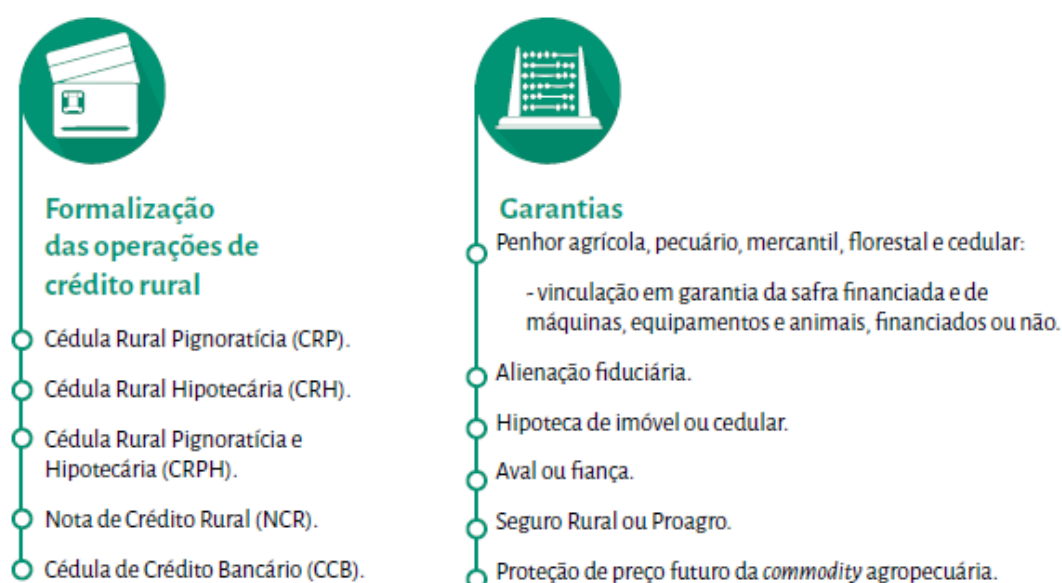 Formalização
das operações de
crédito rural
Cédula Rural Pignoratícia (CRP).
Cédula Rural Hipotecária (CRH).
Cédula Rural Pignoratícia e
Hipotecária (CRPH).
Nota de Crédito Rural (NCR).
Cédula de Crédito Bancário (CCB).
Garantias
Penhor agrícola, pecuário, mercantil, florestal e cedular:
- vinculação em garantia da safra financiada e de
máquinas, equipamentos e animais, financiados ou não.
Alienação fiduciária.
Hipoteca de imóvel ou cedular.
Aval ou fiança.
Seguro Rural ou Proagro.
Proteção de preço futuro da commodity agropecuária.